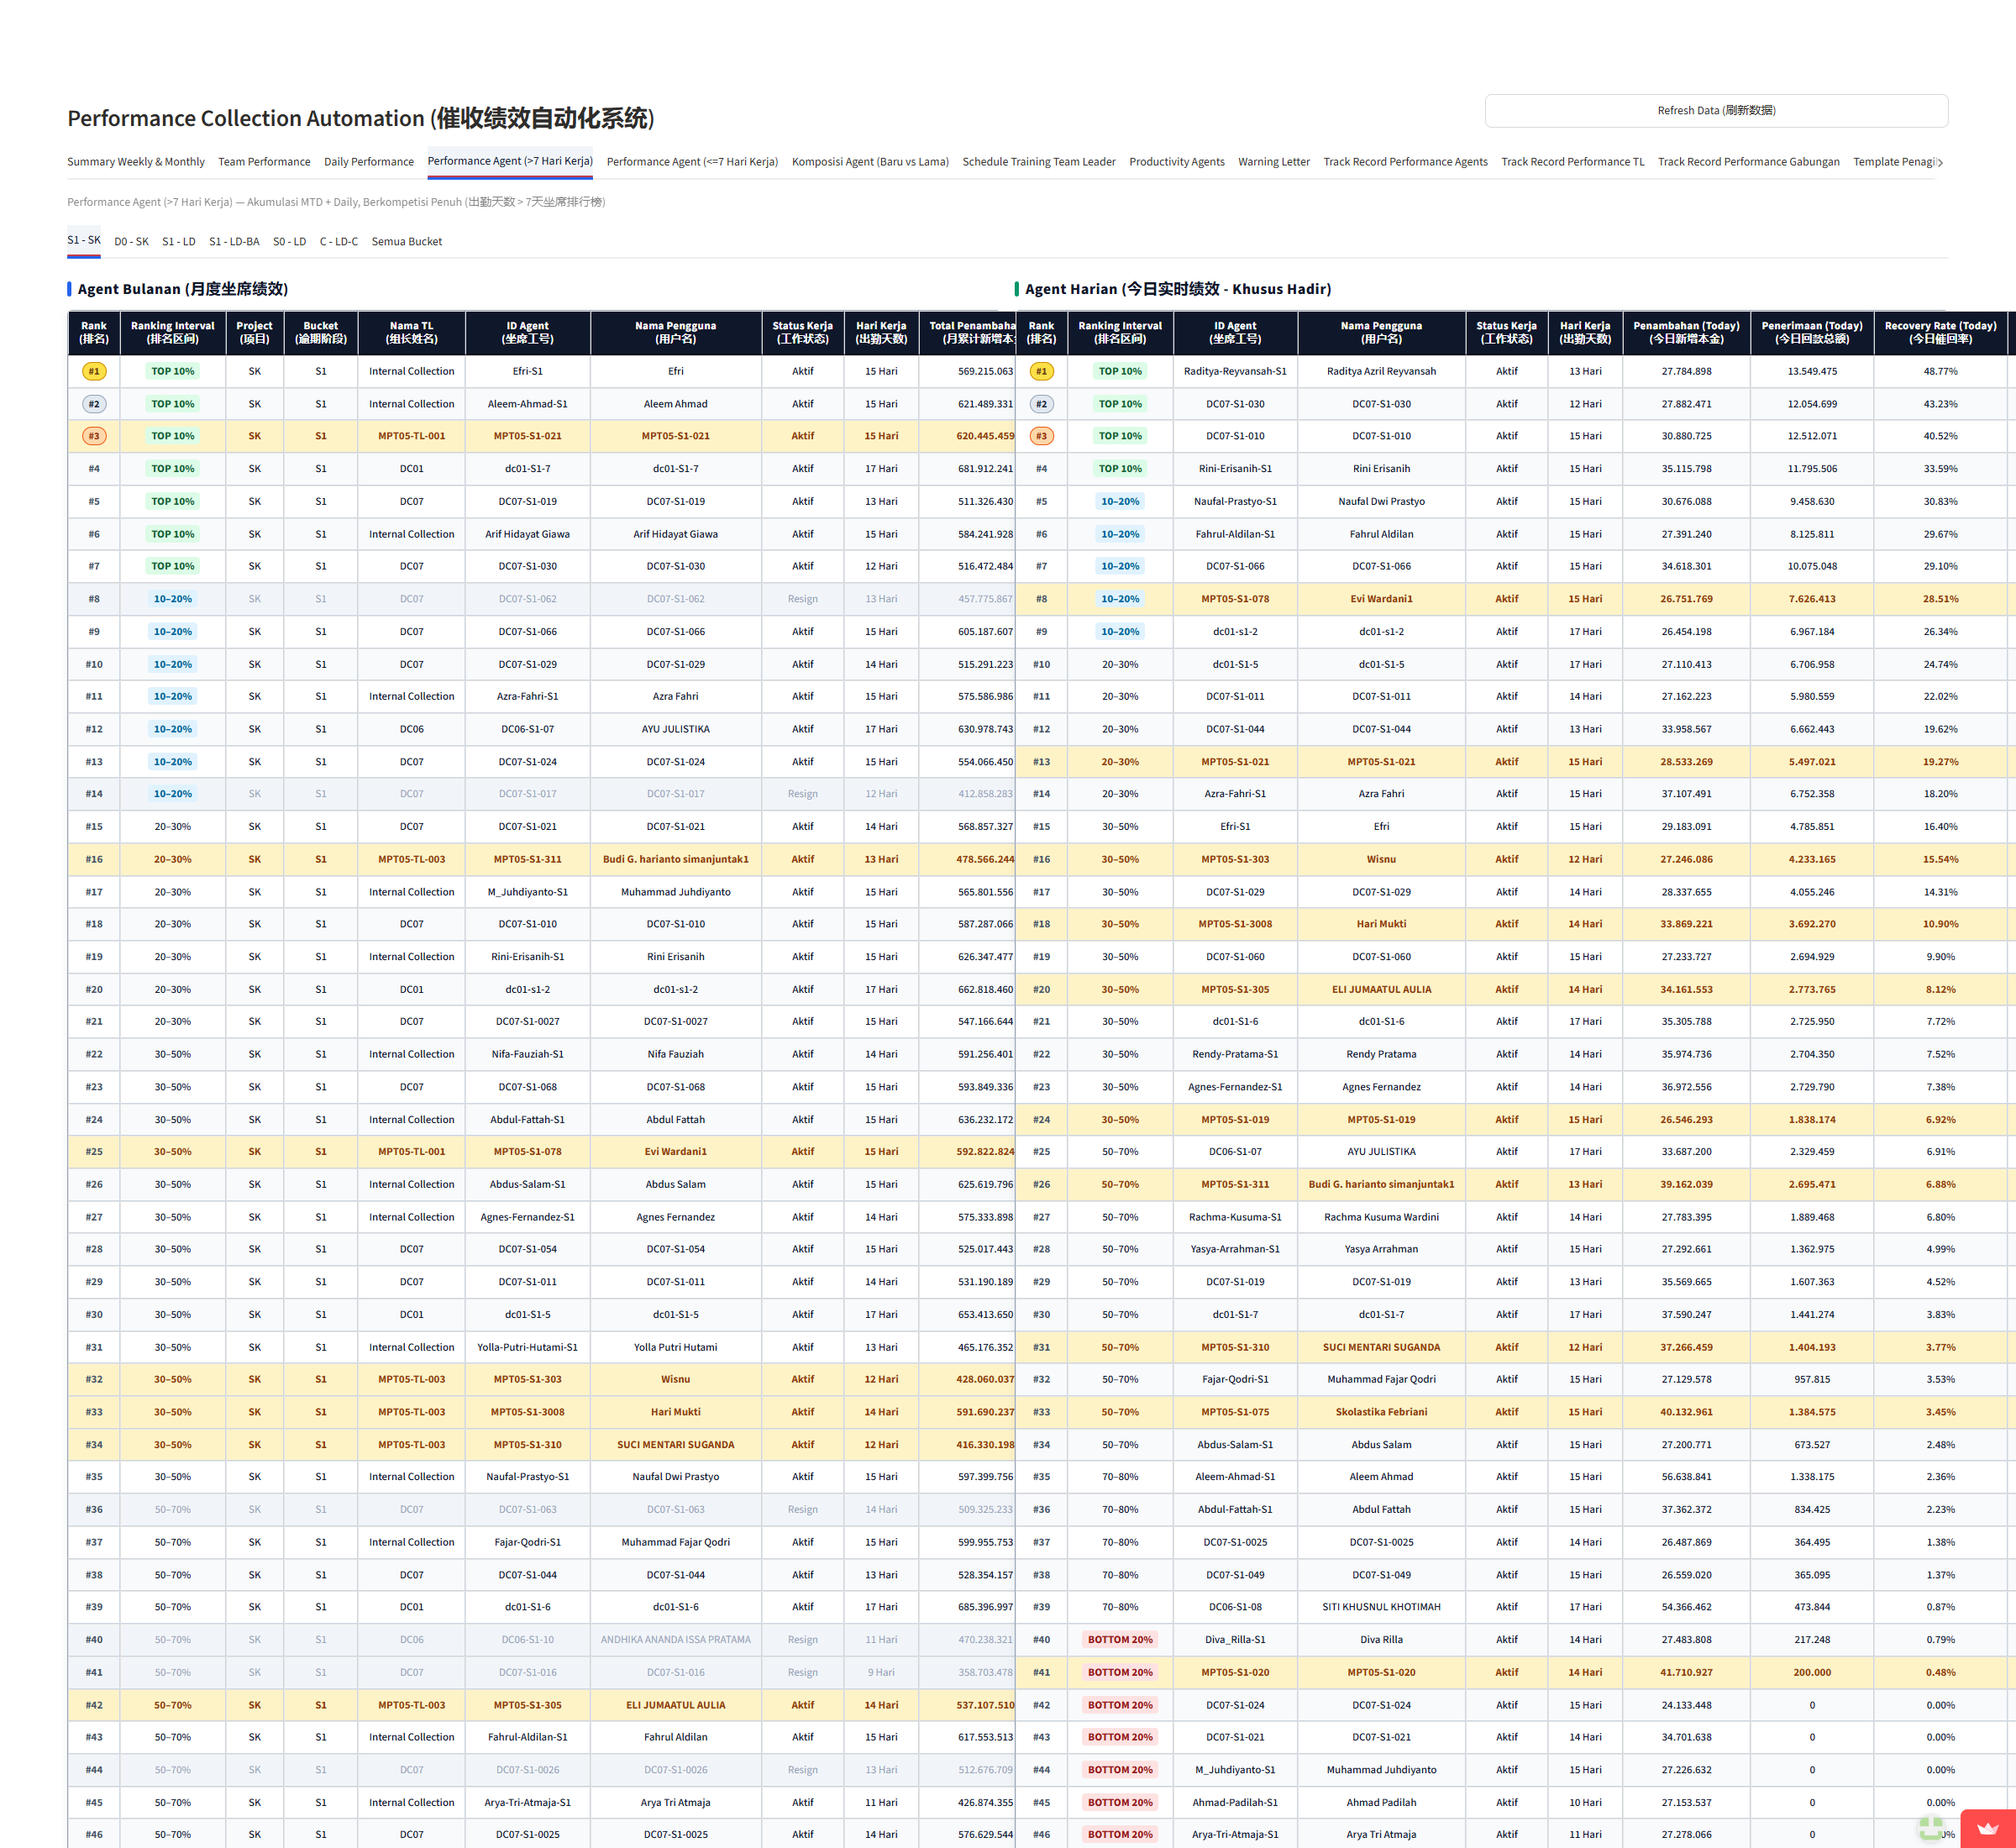 Performance Collection Automation (催收绩效自动化系统)
Refresh Data (刷新数据)
Summary Weekly & Monthly Team Performance Daily Performance Performance Agent (>7 Hari Kerja) Performance Agent (<=7 Hari Kerja) Komposisi Agent (Baru vs Lama) Schedule Training Team Leader Productivity Agents Warning Letter Track Record Performance Agents Track Record Performance TL Track Record Performance Gabungan Template Penagi
Performance Agent (>7 Hari Kerja) — Akumulasi MTD + Daily, Berkompetisi Penuh (出勤天数 > 7天坐席排行榜)
S1 - SK D0 - SK S1 - LD S1 - LD-BA S0 - LD C - LD-C Semua Bucket
Agent Bulanan (月度坐席绩效)
Rank Ranking Interval Project Bucket Nama TL ID Agent Nama Pengguna Status Kerja Hari Kerja Total Penambaha
(排名) (排名区间) (项目) (逾期阶段) (组长姓名) (坐席工号) (用户名) (工作状态) (出勤天数) (月累计新增本
#1 TOP 10% SK S1 Internal Collection Efri-S1 Efri Aktif 15 Hari 569.215.063
#2 TOP 10% SK S1 Internal Collection Aleem-Ahmad-S1 Aleem Ahmad Aktif 15 Hari 621.489.331
#3 TOP 10% SK S1 MPT05-TL-001 MPT05-S1-021 MPT05-S1-021 Aktif 15 Hari 620.445.459
#4 TOP 10% SK S1 DC01 dc01-S1-7 dc01-S1-7 Aktif 17 Hari 681.912.241
#5 TOP 10% SK S1 DC07 DC07-S1-019 DC07-S1-019 Aktif 13 Hari 511.326.430
#6 TOP 10% SK S1 Internal Collection Arif Hidayat Giawa Arif Hidayat Giawa Aktif 15 Hari 584.241.928
#7 TOP 10% SK S1 DC07 DC07-S1-030 DC07-S1-030 Aktif 12 Hari 516.472.484
#8 10–20% SK S1 DC07 DC07-S1-062 DC07-S1-062 Resign 13 Hari 457.775.867
#9 10–20% SK S1 DC07 DC07-S1-066 DC07-S1-066 Aktif 15 Hari 605.187.607
#10 10–20% SK S1 DC07 DC07-S1-029 DC07-S1-029 Aktif 14 Hari 515.291.223
#11 10–20% SK S1 Internal Collection Azra-Fahri-S1 Azra Fahri Aktif 15 Hari 575.586.986
#12 10–20% SK S1 DC06 DC06-S1-07 AYU JULISTIKA Aktif 17 Hari 630.978.743
#13 10–20% SK S1 DC07 DC07-S1-024 DC07-S1-024 Aktif 15 Hari 554.066.450
#14 10–20% SK S1 DC07 DC07-S1-017 DC07-S1-017 Resign 12 Hari 412.858.283
#15 20–30% SK S1 DC07 DC07-S1-021 DC07-S1-021 Aktif 14 Hari 568.857.327
#16 20–30% SK S1 MPT05-TL-003 MPT05-S1-311 Budi G. harianto simanjuntak1 Aktif 13 Hari 478.566.244
#17 20–30% SK S1 Internal Collection M_Juhdiyanto-S1 Muhammad Juhdiyanto Aktif 15 Hari 565.801.556
#18 20–30% SK S1 DC07 DC07-S1-010 DC07-S1-010 Aktif 15 Hari 587.287.066
#19 20–30% SK S1 Internal Collection Rini-Erisanih-S1 Rini Erisanih Aktif 15 Hari 626.347.477
#20 20–30% SK S1 DC01 dc01-s1-2 dc01-s1-2 Aktif 17 Hari 662.818.460
#21 20–30% SK S1 DC07 DC07-S1-0027 DC07-S1-0027 Aktif 15 Hari 547.166.644
#22 30–50% SK S1 Internal Collection Nifa-Fauziah-S1 Nifa Fauziah Aktif 14 Hari 591.256.401
#23 30–50% SK S1 DC07 DC07-S1-068 DC07-S1-068 Aktif 15 Hari 593.849.336
#24 30–50% SK S1 Internal Collection Abdul-Fattah-S1 Abdul Fattah Aktif 15 Hari 636.232.172
#25 30–50% SK S1 MPT05-TL-001 MPT05-S1-078 Evi Wardani1 Aktif 15 Hari 592.822.824
#26 30–50% SK S1 Internal Collection Abdus-Salam-S1 Abdus Salam Aktif 15 Hari 625.619.796
#27 30–50% SK S1 Internal Collection Agnes-Fernandez-S1 Agnes Fernandez Aktif 14 Hari 575.333.898
#28 30–50% SK S1 DC07 DC07-S1-054 DC07-S1-054 Aktif 15 Hari 525.017.443
#29 30–50% SK S1 DC07 DC07-S1-011 DC07-S1-011 Aktif 14 Hari 531.190.189
#30 30–50% SK S1 DC01 dc01-S1-5 dc01-S1-5 Aktif 17 Hari 653.413.650
#31 30–50% SK S1 Internal Collection Yolla-Putri-Hutami-S1 Yolla Putri Hutami Aktif 13 Hari 465.176.352
#32 30–50% SK S1 MPT05-TL-003 MPT05-S1-303 Wisnu Aktif 12 Hari 428.060.037
#33 30–50% SK S1 MPT05-TL-003 MPT05-S1-3008 Hari Mukti Aktif 14 Hari 591.690.237
#34 30–50% SK S1 MPT05-TL-003 MPT05-S1-310 SUCI MENTARI SUGANDA Aktif 12 Hari 416.330.198
#35 30–50% SK S1 Internal Collection Naufal-Prastyo-S1 Naufal Dwi Prastyo Aktif 15 Hari 597.399.756
#36 50–70% SK S1 DC07 DC07-S1-063 DC07-S1-063 Resign 14 Hari 509.325.233
#37 50–70% SK S1 Internal Collection Fajar-Qodri-S1 Muhammad Fajar Qodri Aktif 15 Hari 599.955.753
#38 50–70% SK S1 DC07 DC07-S1-044 DC07-S1-044 Aktif 13 Hari 528.354.157
#39 50–70% SK S1 DC01 dc01-S1-6 dc01-S1-6 Aktif 17 Hari 685.396.997
#40 50–70% SK S1 DC06 DC06-S1-10 ANDHIKA ANANDA ISSA PRATAMA Resign 11 Hari 470.238.321
#41 50–70% SK S1 DC07 DC07-S1-016 DC07-S1-016 Resign 9 Hari 358.703.478
#42 50–70% SK S1 MPT05-TL-003 MPT05-S1-305 ELI JUMAATUL AULIA Aktif 14 Hari 537.107.510
#43 50–70% SK S1 Internal Collection Fahrul-Aldilan-S1 Fahrul Aldilan Aktif 15 Hari 617.553.513
#44 50–70% SK S1 DC07 DC07-S1-0026 DC07-S1-0026 Resign 13 Hari 512.676.709
#45 50–70% SK S1 Internal Collection Arya-Tri-Atmaja-S1 Arya Tri Atmaja Aktif 11 Hari 426.874.355
#46 50–70% SK S1 DC07 DC07-S1-0025 DC07-S1-0025 Aktif 14 Hari 576.629.544
Agent Harian (今日实时绩效 - Khusus Hadir)
Rank Ranking Interval ID Agent Nama Pengguna Status Kerja Hari Kerja Penambahan (Today) Penerimaan (Today) Recovery Rate (Today)
(排名) (排名区间) (坐席工号) (用户名) (工作状态) (出勤天数) (今日新增本金) (今日回款总额) (今日催回率)
#1 TOP 10% Raditya-Reyvansah-S1 Raditya Azril Reyvansah Aktif 13 Hari 27.784.898 13.549.475 48.77%
#2 TOP 10% DC07-S1-030 DC07-S1-030 Aktif 12 Hari 27.882.471 12.054.699 43.23%
#3 TOP 10% DC07-S1-010 DC07-S1-010 Aktif 15 Hari 30.880.725 12.512.071 40.52%
#4 TOP 10% Rini-Erisanih-S1 Rini Erisanih Aktif 15 Hari 35.115.798 11.795.506 33.59%
#5 10–20% Naufal-Prastyo-S1 Naufal Dwi Prastyo Aktif 15 Hari 30.676.088 9.458.630 30.83%
#6 10–20% Fahrul-Aldilan-S1 Fahrul Aldilan Aktif 15 Hari 27.391.240 8.125.811 29.67%
#7 10–20% DC07-S1-066 DC07-S1-066 Aktif 15 Hari 34.618.301 10.075.048 29.10%
#8 10–20% MPT05-S1-078 Evi Wardani1 Aktif 15 Hari 26.751.769 7.626.413 28.51%
#9 10–20% dc01-s1-2 dc01-s1-2 Aktif 17 Hari 26.454.198 6.967.184 26.34%
#10 20–30% dc01-S1-5 dc01-S1-5 Aktif 17 Hari 27.110.413 6.706.958 24.74%
#11 20–30% DC07-S1-011 DC07-S1-011 Aktif 14 Hari 27.162.223 5.980.559 22.02%
#12 20–30% DC07-S1-044 DC07-S1-044 Aktif 13 Hari 33.958.567 6.662.443 19.62%
#13 20–30% MPT05-S1-021 MPT05-S1-021 Aktif 15 Hari 28.533.269 5.497.021 19.27%
#14 20–30% Azra-Fahri-S1 Azra Fahri Aktif 15 Hari 37.107.491 6.752.358 18.20%
#15 30–50% Efri-S1 Efri Aktif 15 Hari 29.183.091 4.785.851 16.40%
#16 30–50% MPT05-S1-303 Wisnu Aktif 12 Hari 27.246.086 4.233.165 15.54%
#17 30–50% DC07-S1-029 DC07-S1-029 Aktif 14 Hari 28.337.655 4.055.246 14.31%
#18 30–50% MPT05-S1-3008 Hari Mukti Aktif 14 Hari 33.869.221 3.692.270 10.90%
#19 30–50% DC07-S1-060 DC07-S1-060 Aktif 15 Hari 27.233.727 2.694.929 9.90%
#20 30–50% MPT05-S1-305 ELI JUMAATUL AULIA Aktif 14 Hari 34.161.553 2.773.765 8.12%
#21 30–50% dc01-S1-6 dc01-S1-6 Aktif 17 Hari 35.305.788 2.725.950 7.72%
#22 30–50% Rendy-Pratama-S1 Rendy Pratama Aktif 14 Hari 35.974.736 2.704.350 7.52%
#23 30–50% Agnes-Fernandez-S1 Agnes Fernandez Aktif 14 Hari 36.972.556 2.729.790 7.38%
#24 30–50% MPT05-S1-019 MPT05-S1-019 Aktif 15 Hari 26.546.293 1.838.174 6.92%
#25 50–70% DC06-S1-07 AYU JULISTIKA Aktif 17 Hari 33.687.200 2.329.459 6.91%
#26 50–70% MPT05-S1-311 Budi G. harianto simanjuntak1 Aktif 13 Hari 39.162.039 2.695.471 6.88%
#27 50–70% Rachma-Kusuma-S1 Rachma Kusuma Wardini Aktif 14 Hari 27.783.395 1.889.468 6.80%
#28 50–70% Yasya-Arrahman-S1 Yasya Arrahman Aktif 15 Hari 27.292.661 1.362.975 4.99%
#29 50–70% DC07-S1-019 DC07-S1-019 Aktif 13 Hari 35.569.665 1.607.363 4.52%
#30 50–70% dc01-S1-7 dc01-S1-7 Aktif 17 Hari 37.590.247 1.441.274 3.83%
#31 50–70% MPT05-S1-310 SUCI MENTARI SUGANDA Aktif 12 Hari 37.266.459 1.404.193 3.77%
#32 50–70% Fajar-Qodri-S1 Muhammad Fajar Qodri Aktif 15 Hari 27.129.578 957.815 3.53%
#33 50–70% MPT05-S1-075 Skolastika Febriani Aktif 15 Hari 40.132.961 1.384.575 3.45%
#34 50–70% Abdus-Salam-S1 Abdus Salam Aktif 15 Hari 27.200.771 673.527 2.48%
#35 70–80% Aleem-Ahmad-S1 Aleem Ahmad Aktif 15 Hari 56.638.841 1.338.175 2.36%
#36 70–80% Abdul-Fattah-S1 Abdul Fattah Aktif 15 Hari 37.362.372 834.425 2.23%
#37 70–80% DC07-S1-0025 DC07-S1-0025 Aktif 14 Hari 26.487.869 364.495 1.38%
#38 70–80% DC07-S1-049 DC07-S1-049 Aktif 15 Hari 26.559.020 365.095 1.37%
#39 70–80% DC06-S1-08 SITI KHUSNUL KHOTIMAH Aktif 17 Hari 54.366.462 473.844 0.87%
#40 BOTTOM 20% Diva_Rilla-S1 Diva Rilla Aktif 14 Hari 27.483.808 217.248 0.79%
#41 BOTTOM 20% MPT05-S1-020 MPT05-S1-020 Aktif 14 Hari 41.710.927 200.000 0.48%
#42 BOTTOM 20% DC07-S1-024 DC07-S1-024 Aktif 15 Hari 24.133.448 0 0.00%
#43 BOTTOM 20% DC07-S1-021 DC07-S1-021 Aktif 14 Hari 34.701.638 0 0.00%
#44 BOTTOM 20% M_Juhdiyanto-S1 Muhammad Juhdiyanto Aktif 15 Hari 27.226.632 0 0.00%
#45 BOTTOM 20% Ahmad-Padilah-S1 Ahmad Padilah Aktif 10 Hari 27.153.537 0 0.00%
#46 BOTTOM 20% Arya-Tri-Atmaja-S1 Arya Tri Atmaja Aktif 11 Hari 27.278.066 0